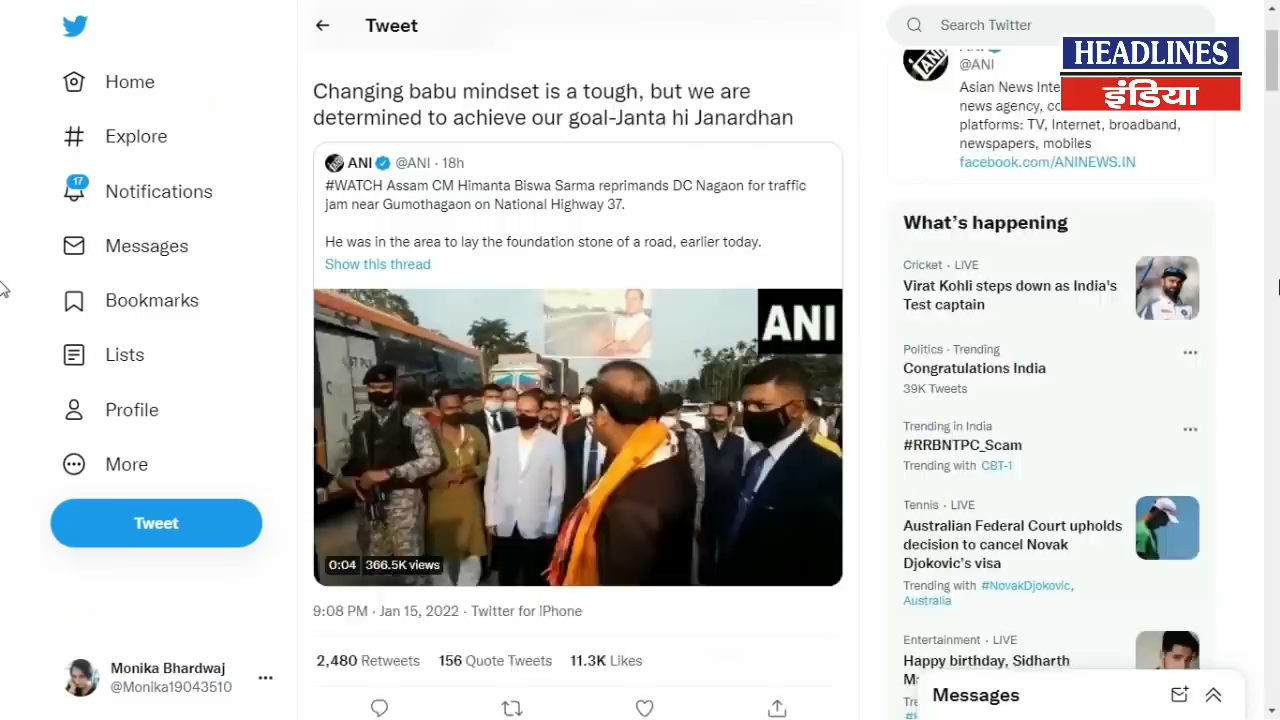 Home
Explore
17
Notifications
Messages
Bookmarks
Lists
Profile
More
Tweet
Monika Bhardwaj
@Monika19043510
Tweet
Changing babu mindset is a tough, but we are
determined to achieve our goal-Janta hi Janardhan
ANI @ANI · 18h
#WATCH Assam CM Himanta Biswa Sarma reprimands DC Nagaon for traffic
jam near Gumothagaon on National Highway 37.
He was in the area to lay the foundation stone of a road, earlier today.
Show this thread
ANI
0:04 366.5K views
9:08 PM · Jan 15, 2022 · Twitter for iPhone
2,480 Retweets 156 Quote Tweets 11.3K Likes
Search Twitter
HEADLINES
इंडिया
@ANI
Asian News Inte
news agency, co
platforms: TV, Internet, broadband,
newspapers, mobiles
facebook.com/ANINEWS.IN
What's happening
Cricket · LIVE
Virat Kohli steps down as India's
Test captain
Politics · Trending
Congratulations India
39K Tweets
Trending in India
#RRBNTPC_Scam
Trending with CBT-1
Tennis · LIVE
Australian Federal Court upholds
decision to cancel Novak
Djokovic's visa
Trending with #NovakDjokovic,
Australia
Entertainment · LIVE
Happy birthday, Sidharth
Messages